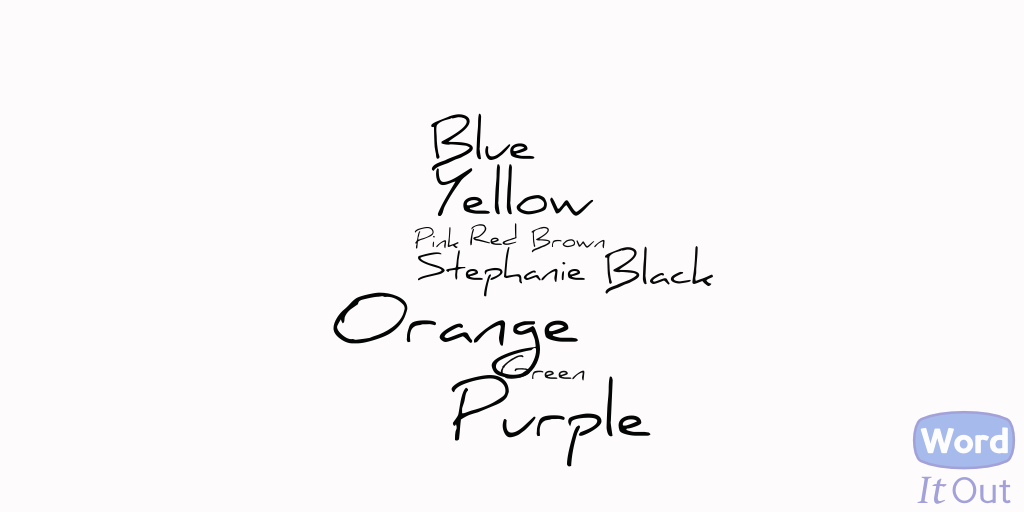 Blue
Yellow
Pink Red Brown
Stephanie Black
Orange
Green
Purple
Word
It Out